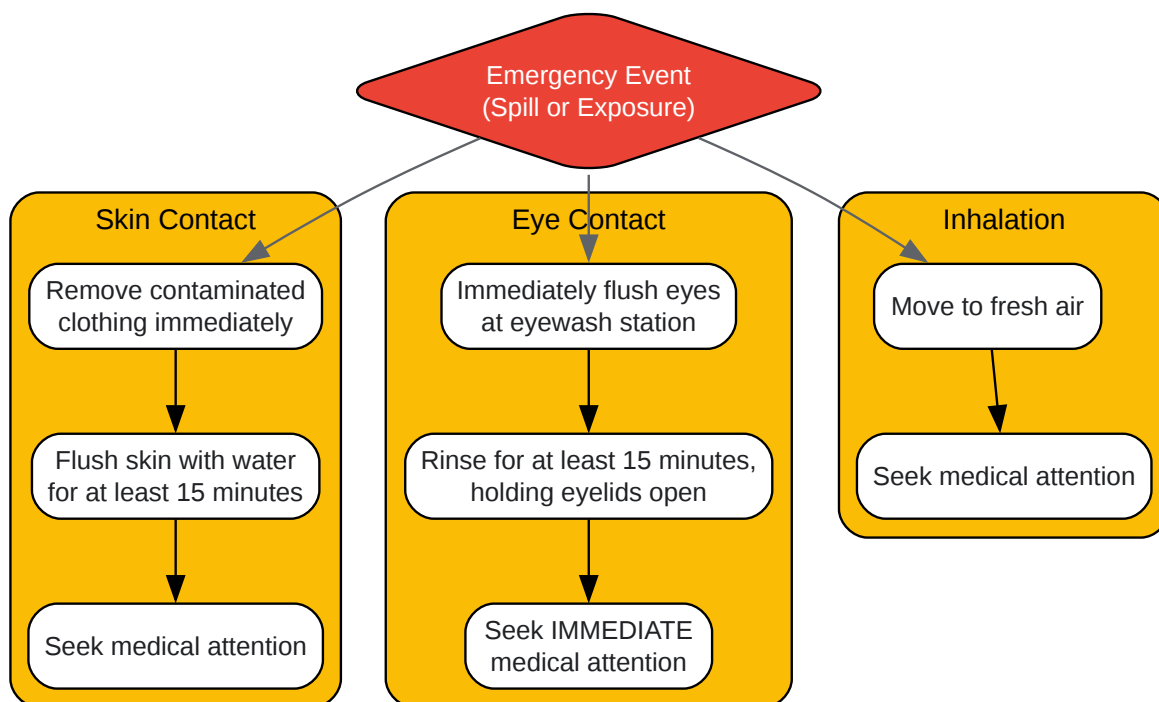 Emergency Event
(Spill or Exposure)
Skin Contact
Remove contaminated
clothing immediately
Flush skin with water
for at least 15 minutes
Seek medical attention
Eye Contact
Immediately flush eyes
at eyewash station
Rinse for at least 15 minutes,
holding eyelids open
Seek IMMEDIATE
medical attention
Inhalation
Move to fresh air
Seek medical attention